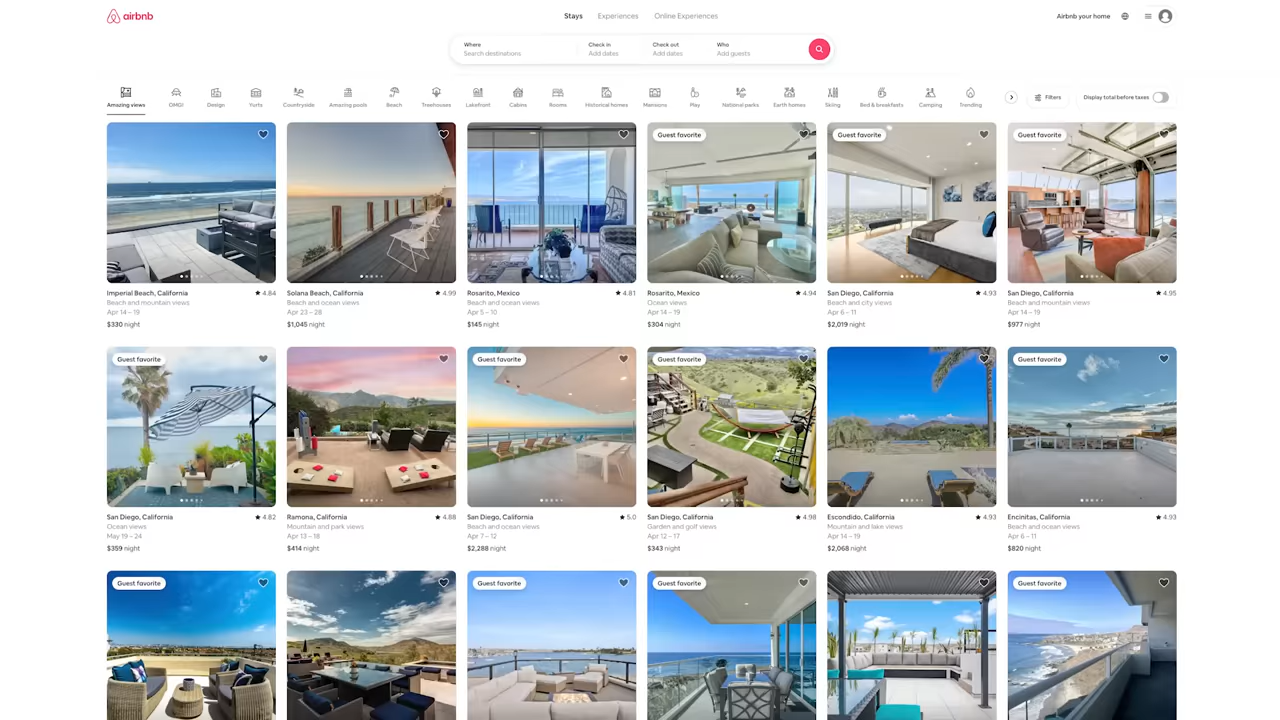 airbnb
Stays Experiences Online Experiences
Airbnb your home
Where Check in Check out Who
Search destinations Add dates Add dates Add guests
Amazing views OMG! Design Yurts Countryside Amazing pools Beach Treehouses Lakefront Cabins Rooms Historical homes Mansions Play National parks Earth homes Skiing Bed & breakfasts Camping Trending
Filters
Display total before taxes
Guest favorite Guest favorite Guest favorite
Imperial Beach, California 4.84
Beach and mountain views
Apr 14 – 19
$330 night
Solana Beach, California 4.99
Beach and ocean views
Apr 23 – 28
$1,045 night
Rosarito, Mexico 4.81
Beach and ocean views
Apr 5 – 10
$145 night
Rosarito, Mexico 4.94
Ocean views
Apr 14 – 19
$304 night
San Diego, California 4.93
Beach and city views
Apr 6 – 11
$2,019 night
San Diego, California 4.95
Beach and mountain views
Apr 14 – 19
$977 night
Guest favorite Guest favorite Guest favorite Guest favorite
San Diego, California 4.82
Ocean views
May 19 – 24
$359 night
Ramona, California 4.88
Mountain and park views
Apr 13 – 18
$414 night
San Diego, California 5.0
Beach and ocean views
Apr 7 – 12
$2,288 night
San Diego, California 4.98
Garden and golf views
Apr 12 – 17
$343 night
Escondido, California 4.93
Mountain and lake views
Apr 14 – 19
$2,068 night
Encinitas, California 4.93
Beach and ocean views
Apr 6 – 11
$820 night
Guest favorite Guest favorite Guest favorite Guest favorite